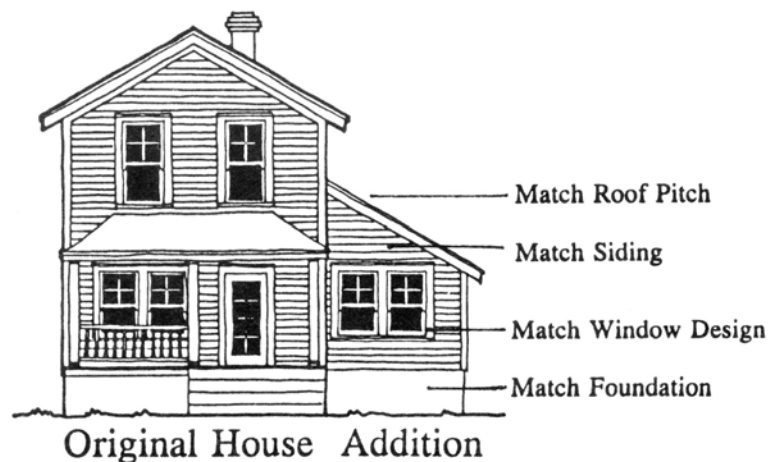 Match Roof Pitch
Match Siding
Match Window Design
Match Foundation
Original House Addition